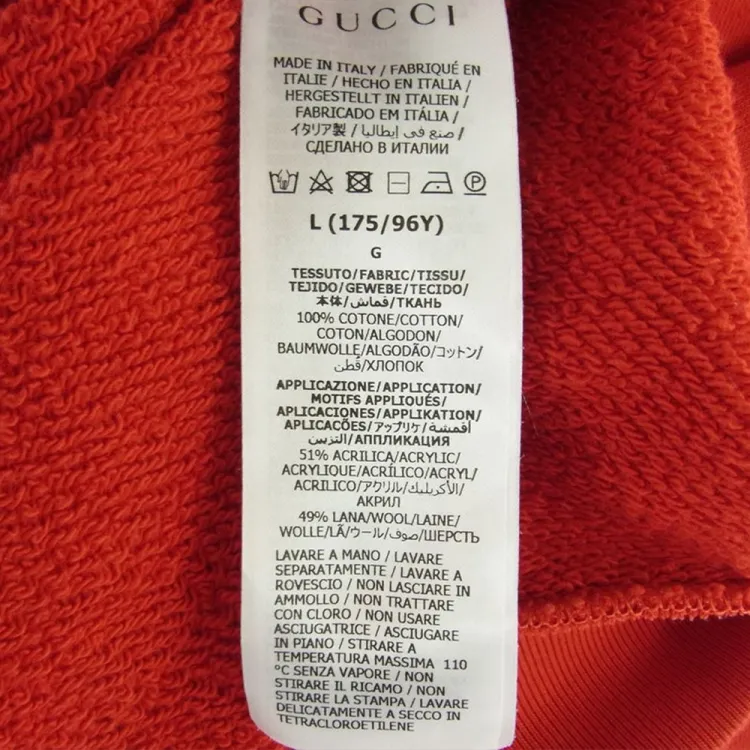 GUCCI
MADE IN ITALY / FABRIQUÉ EN
ITALIE / HECHO EN ITALIA /
HERGESTELLT IN ITALIEN /
FABRICADO EM ITÁLIA /
イタリア製 / صنع في إيطاليا /
СДЕЛАНО В ИТАЛИИ
P
L (175/96Y)
G
TESSUTO/FABRIC/TISSU/
TEJIDO/GEWEBE/TECIDO/
本体/قماش/ТКАНЬ
100% COTONE/COTTON/
COTON/ALGODON/
BAUMWOLLE/ALGODÃO/コットン/
قطن/ХЛОПОК
APPLICAZIONE/APPLICATION/
MOTIFS APPLIQUÉS/
APLICACIONES/APPLIKATION/
APLICAÇÕES/アップリケ/أقمشة
التزيين/АППЛИКАЦИЯ
51% ACRILICA/ACRYLIC/
ACRYLIQUE/ACRÍLICO/ACRYL/
ACRILICO/アクリル/الأكريليك/
АКРИЛ
49% LANA/WOOL/LAINE/
WOLLE/LÃ/ウール/صوف/ШЕРСТЬ
LAVARE A MANO / LAVARE
SEPARATAMENTE / LAVARE A
ROVESCIO / NON LASCIARE IN
AMMOLLO / NON TRATTARE
CON CLORO / NON USARE
ASCIUGATRICE / ASCIUGARE
IN PIANO / STIRARE A
TEMPERATURA MASSIMA 110
°C SENZA VAPORE / NON
STIRARE IL RICAMO / NON
STIRARE LA STAMPA / LAVARE
DELICATAMENTE A SECCO IN
TETRACLOROETILENE